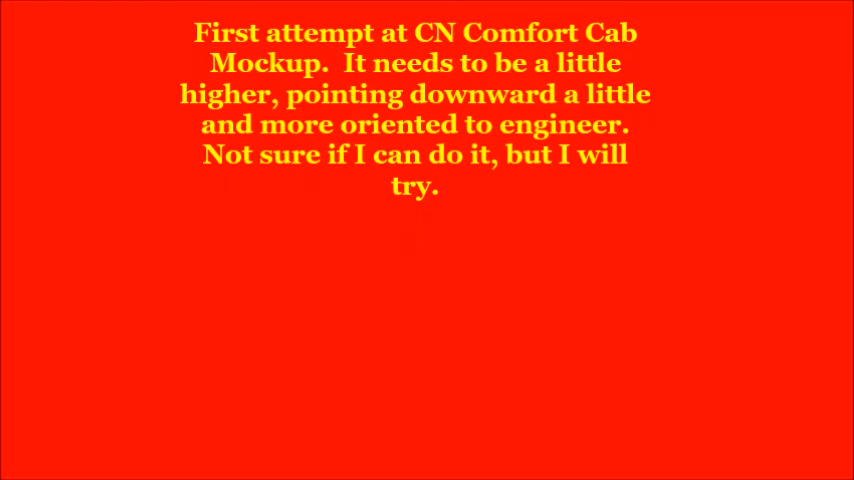 First attempt at CN Comfort Cab
Mockup.  It needs to be a little
higher, pointing downward a little
and more oriented to engineer.
Not sure if I can do it, but I will
try.